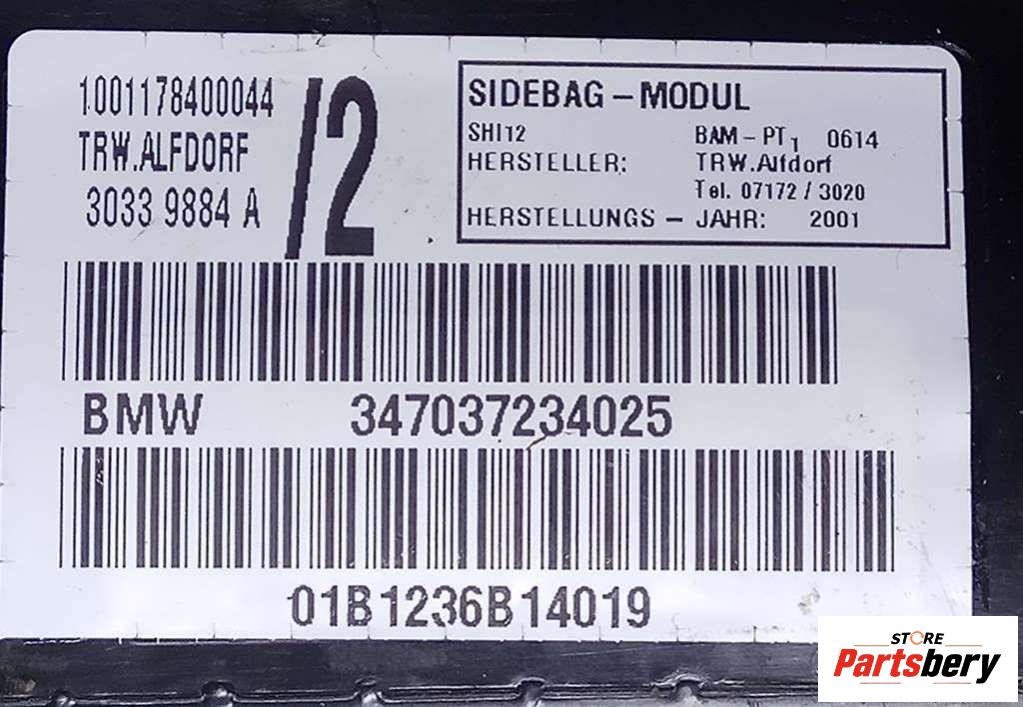 1001178400044
TRW.ALFDORF
3033 9884 A
/2
SIDEBAG-MODUL
SHI12 BAM-PT1 0614
HERSTELLER: TRW.Alfdorf
Tel. 07172 / 3020
HERSTELLUNGS - JAHR: 2001
BMW 347037234025
01B1236B14019
STORE
Partsbery